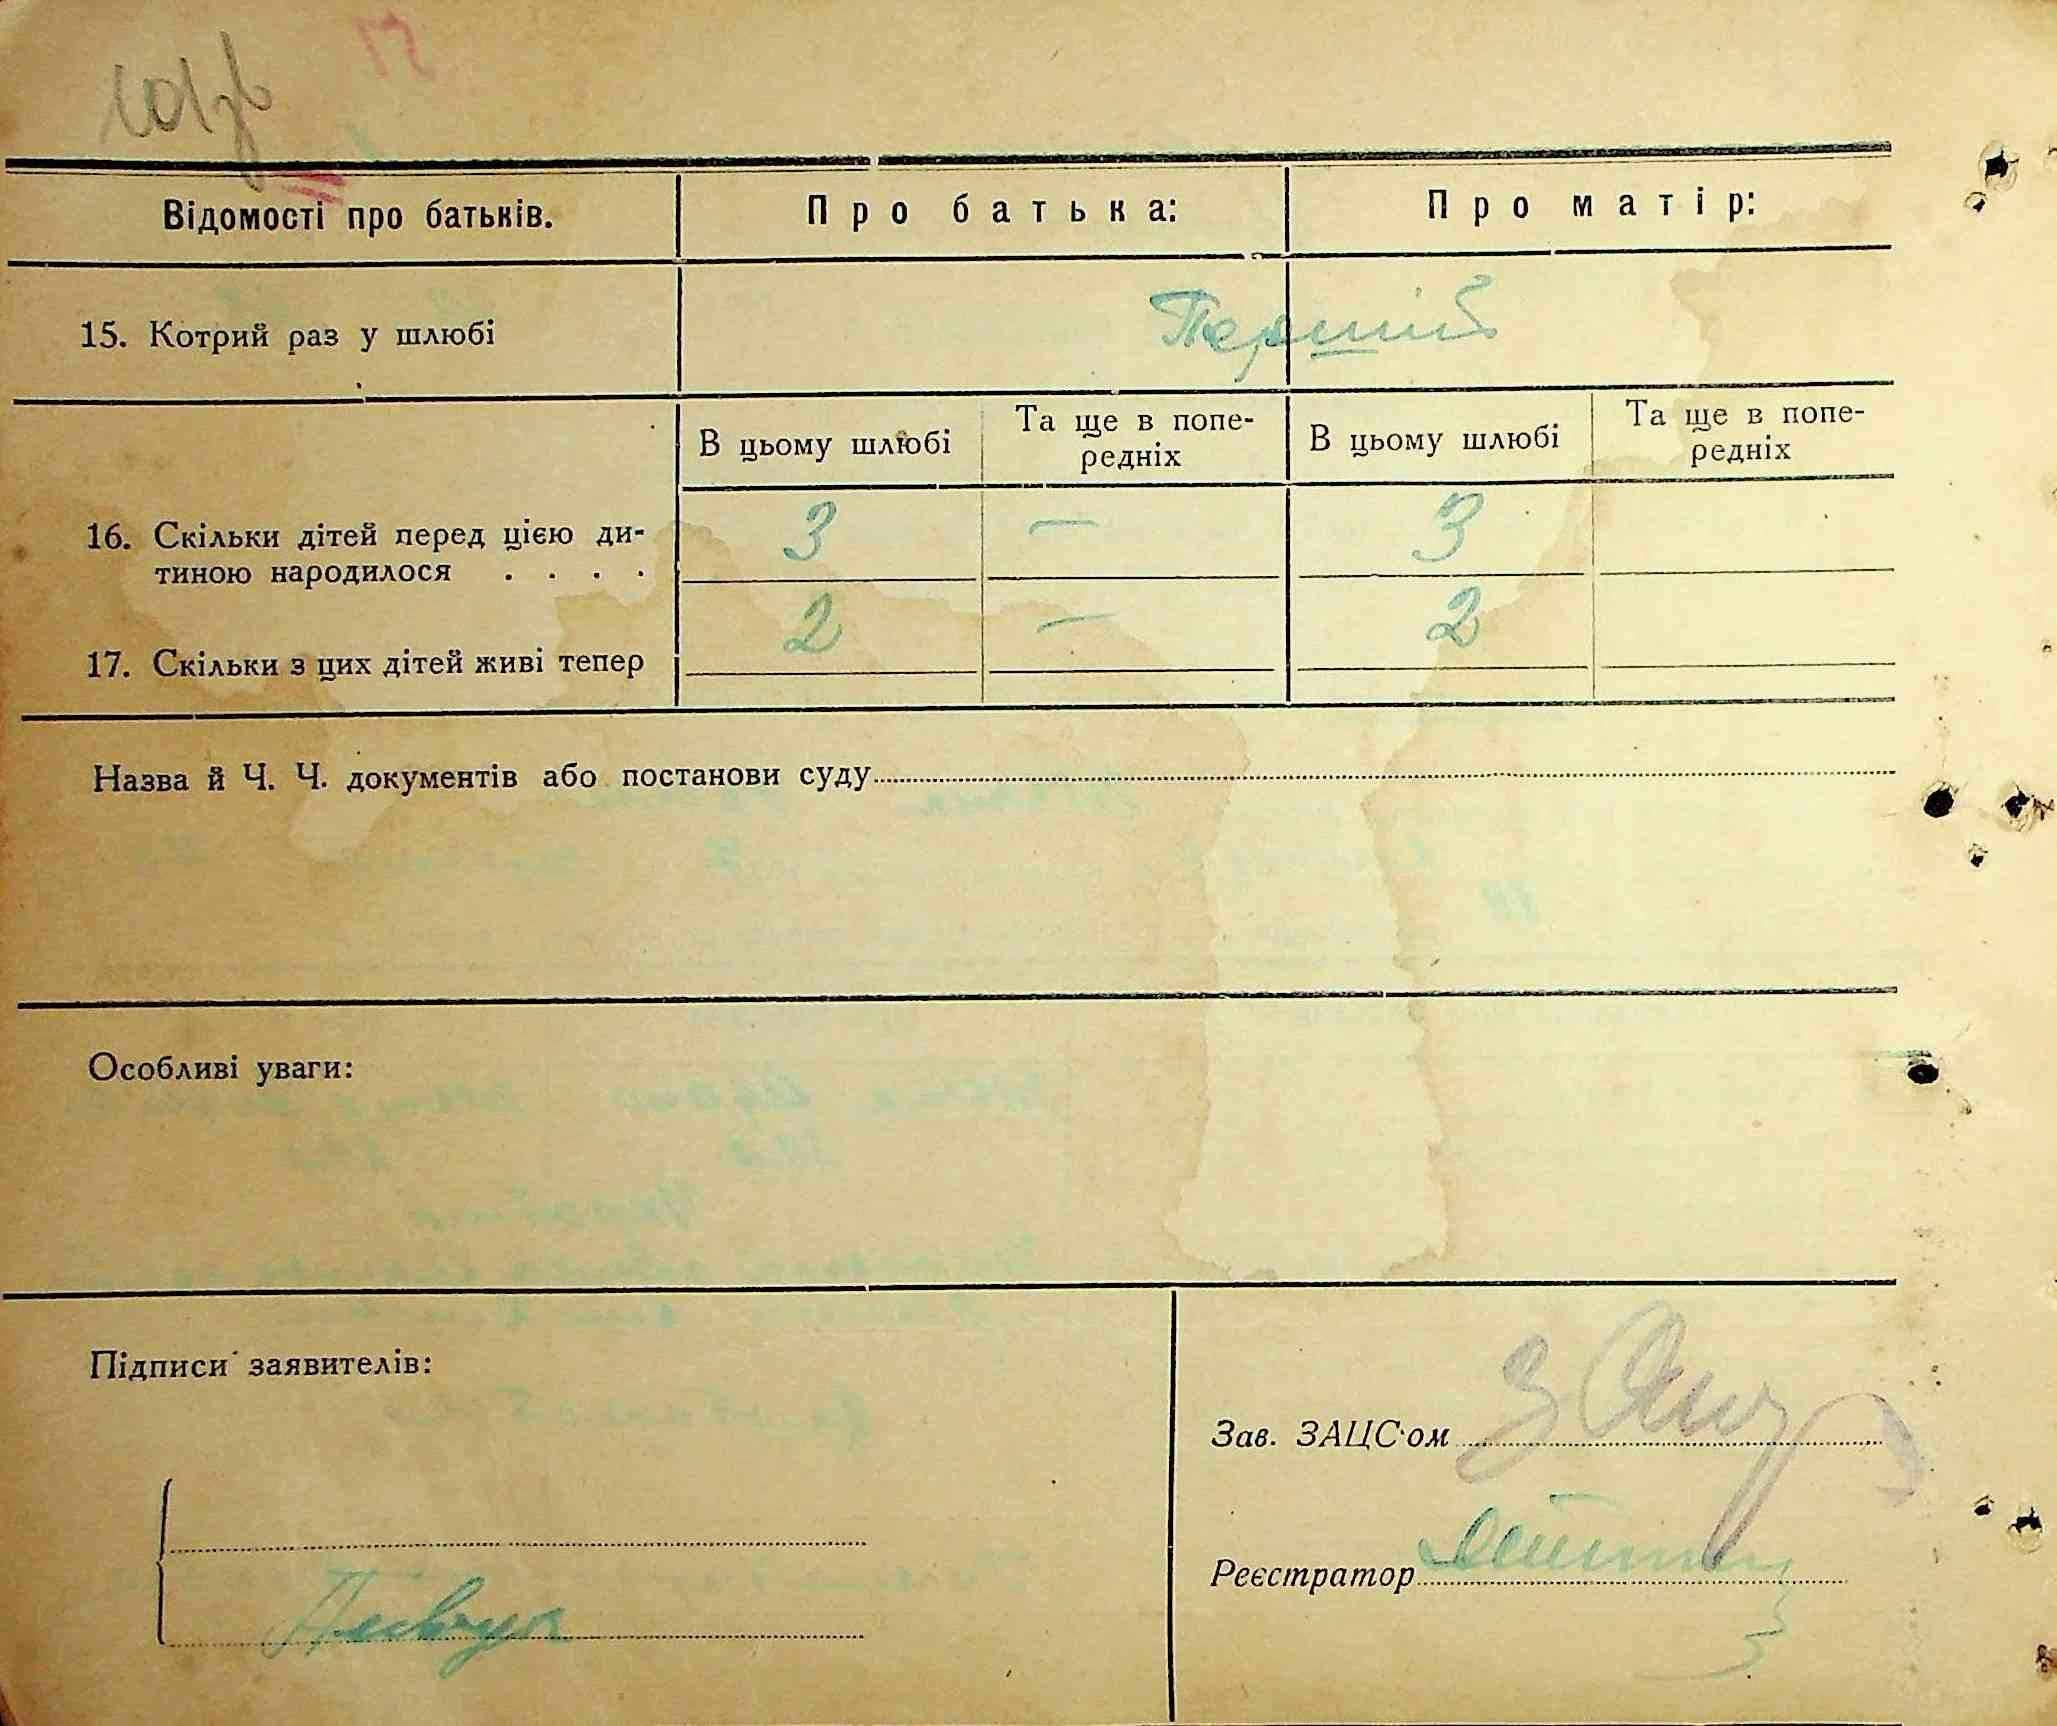 101зв
Відомості про батьків. Про батька: Про матір:
15. Котрий раз у шлюбі Перший
В цьому шлюбі Та ще в попе- В цьому шлюбі Та ще в попе-
редніх редніх
16. Скільки дітей перед цією ди- 3 — 3
тиною народилося . . . .
17. Скільки з цих дітей живі тепер 2 — 2
Назва й Ч. Ч. документів або постанови суду
Особливі уваги:
Підписи заявителів:
Зав. ЗАЦС·ом
Реєстратор